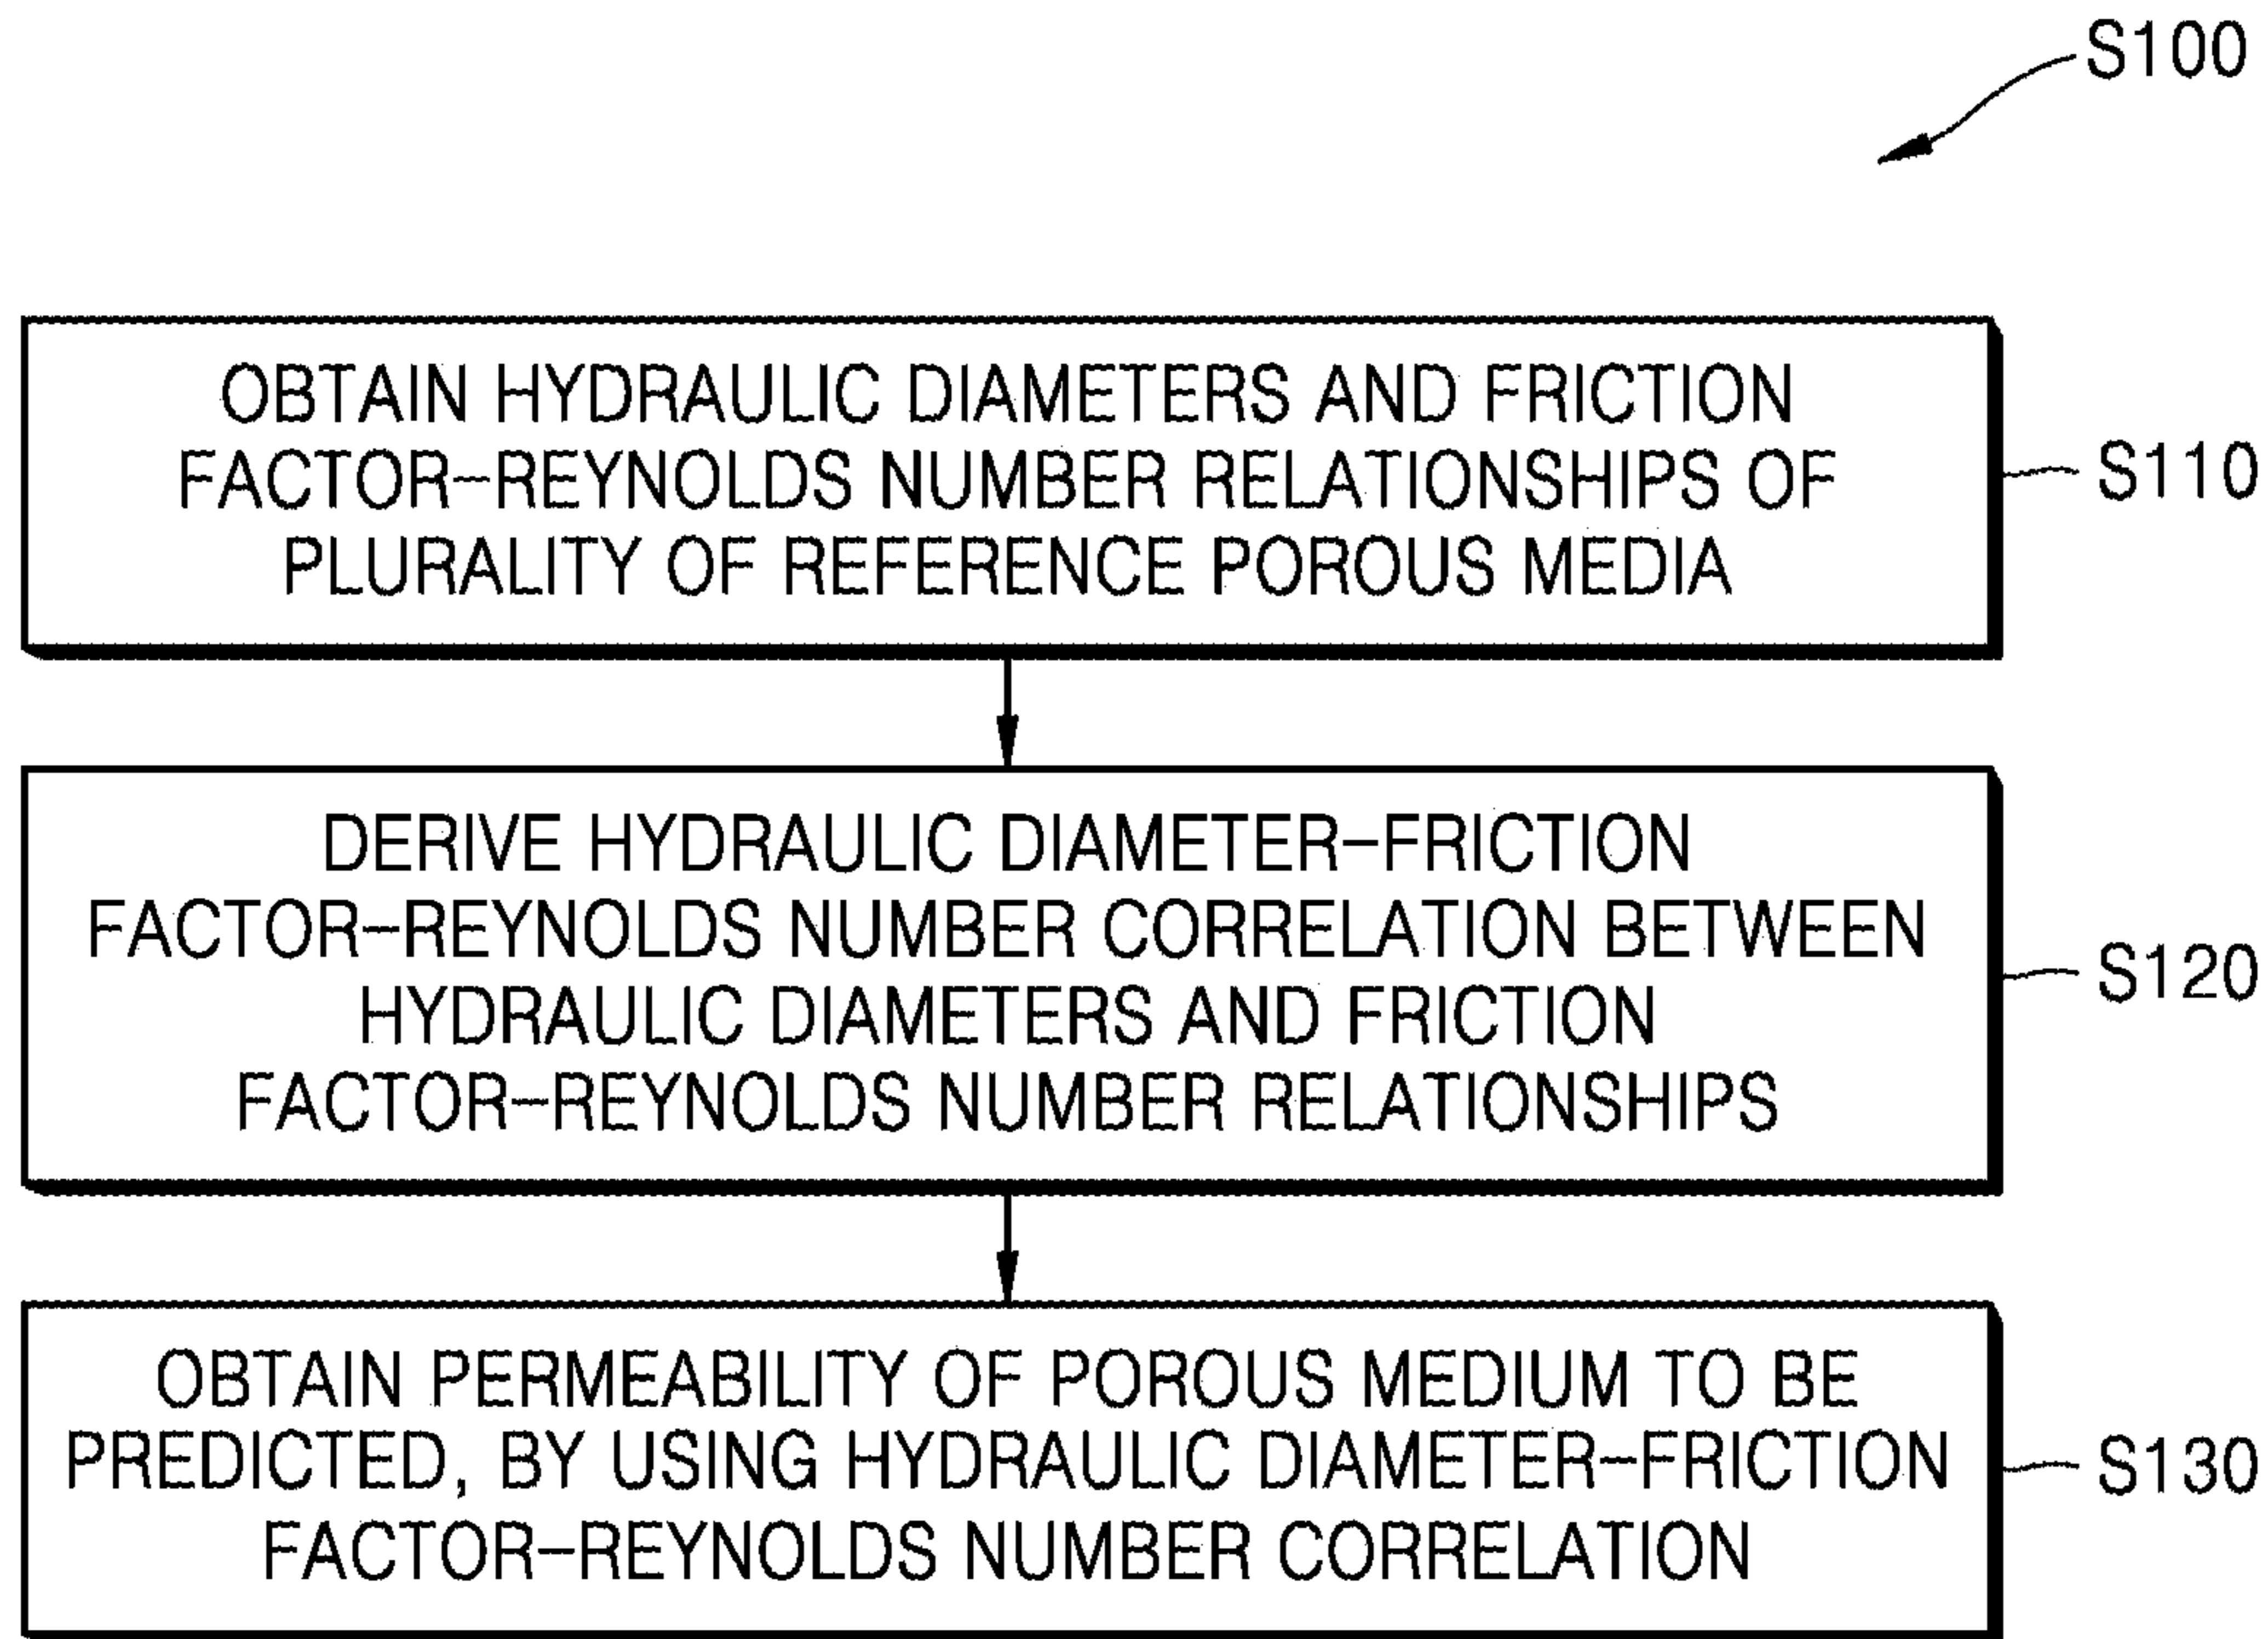 S100
OBTAIN HYDRAULIC DIAMETERS AND FRICTION
FACTOR-REYNOLDS NUMBER RELATIONSHIPS OF
PLURALITY OF REFERENCE POROUS MEDIA
S110
DERIVE HYDRAULIC DIAMETER-FRICTION
FACTOR-REYNOLDS NUMBER CORRELATION BETWEEN
HYDRAULIC DIAMETERS AND FRICTION
FACTOR-REYNOLDS NUMBER RELATIONSHIPS
S120
OBTAIN PERMEABILITY OF POROUS MEDIUM TO BE
PREDICTED, BY USING HYDRAULIC DIAMETER-FRICTION
FACTOR-REYNOLDS NUMBER CORRELATION
S130